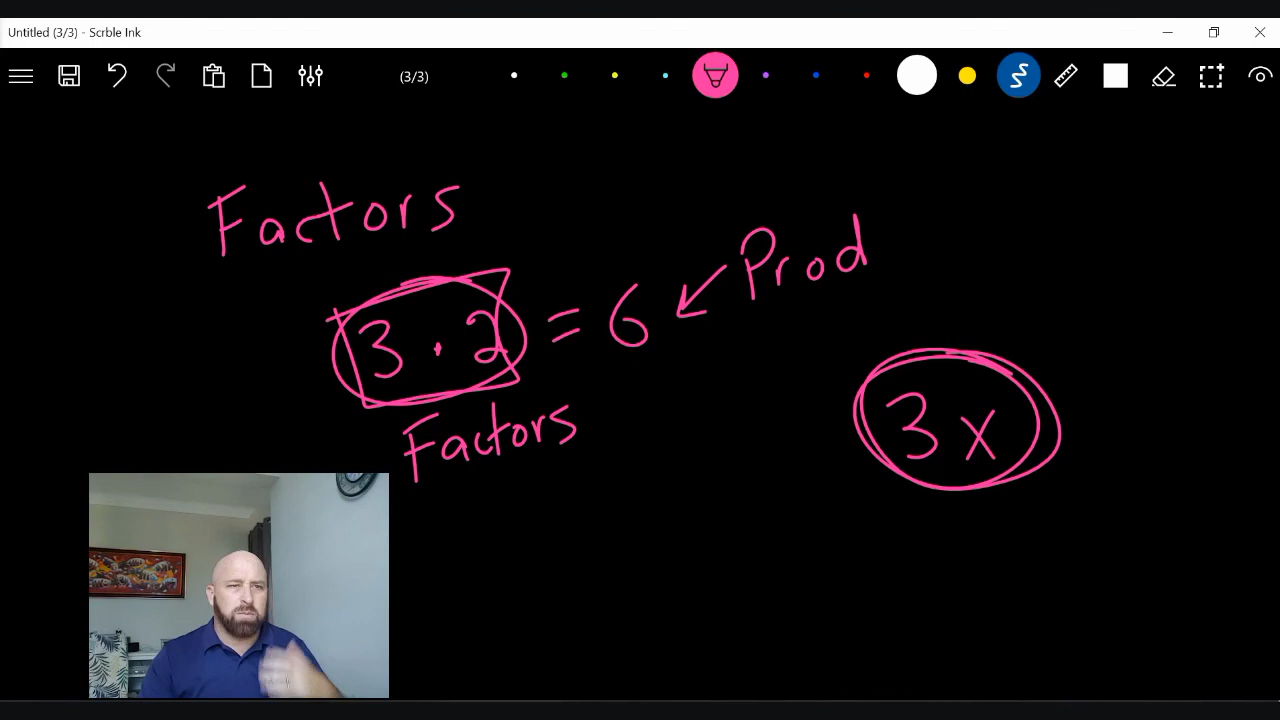 Untitled (3/3) - Scrble Ink
(3/3)
Factors
3 · 2 = 6 ← Prod
Factors
3x